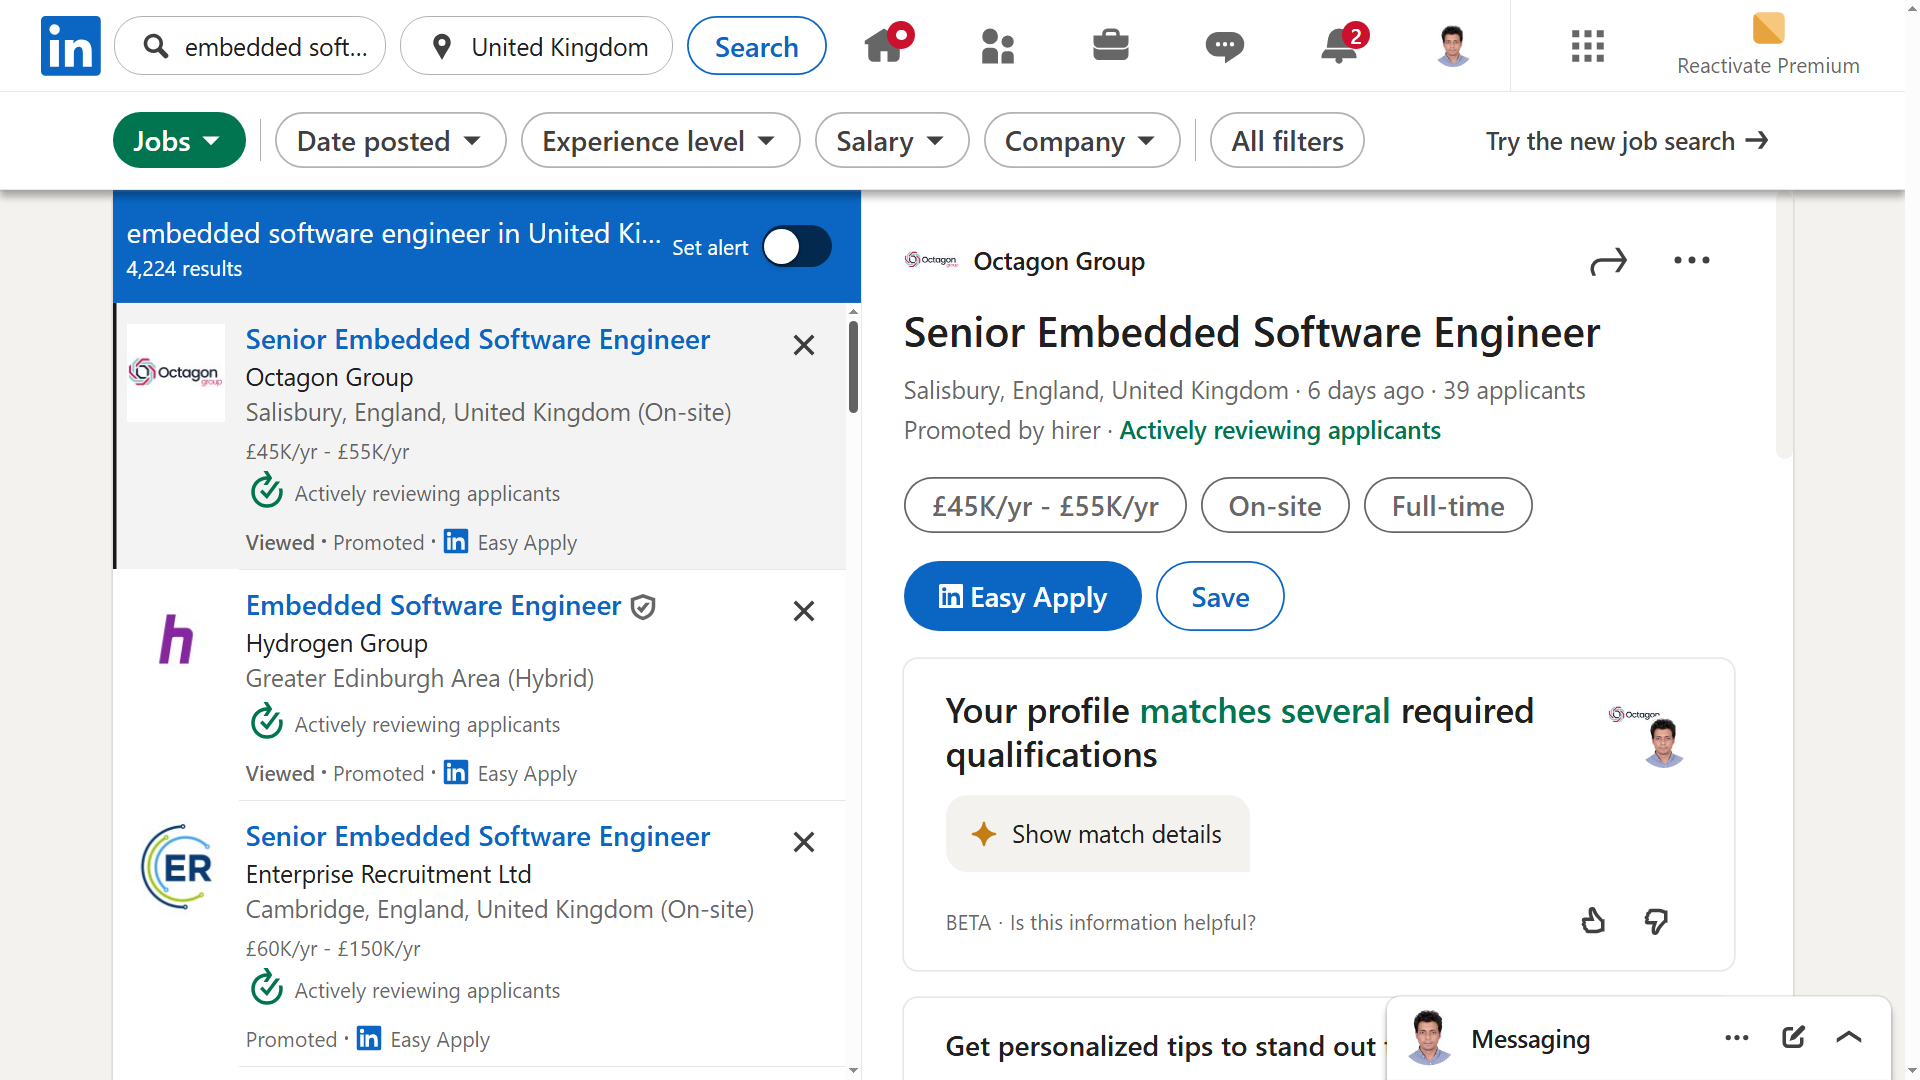 in
embedded soft...
United Kingdom
Search
2
Reactivate Premium
Jobs
Date posted
Experience level
Salary
Company
All filters
Try the new job search →
embedded software engineer in United Ki...
4,224 results
Set alert
Octagon
group
Senior Embedded Software Engineer
Octagon Group
Salisbury, England, United Kingdom (On-site)
£45K/yr - £55K/yr
Actively reviewing applicants
Viewed · Promoted · in Easy Apply
h
Embedded Software Engineer
Hydrogen Group
Greater Edinburgh Area (Hybrid)
Actively reviewing applicants
Viewed · Promoted · in Easy Apply
ER
Senior Embedded Software Engineer
Enterprise Recruitment Ltd
Cambridge, England, United Kingdom (On-site)
£60K/yr - £150K/yr
Actively reviewing applicants
Promoted · in Easy Apply
Octagon
Octagon Group
Senior Embedded Software Engineer
Salisbury, England, United Kingdom · 6 days ago · 39 applicants
Promoted by hirer · Actively reviewing applicants
£45K/yr - £55K/yr
On-site
Full-time
in Easy Apply
Save
Your profile matches several required
qualifications
Octagon
Show match details
BETA · Is this information helpful?
Get personalized tips to stand out
Messaging